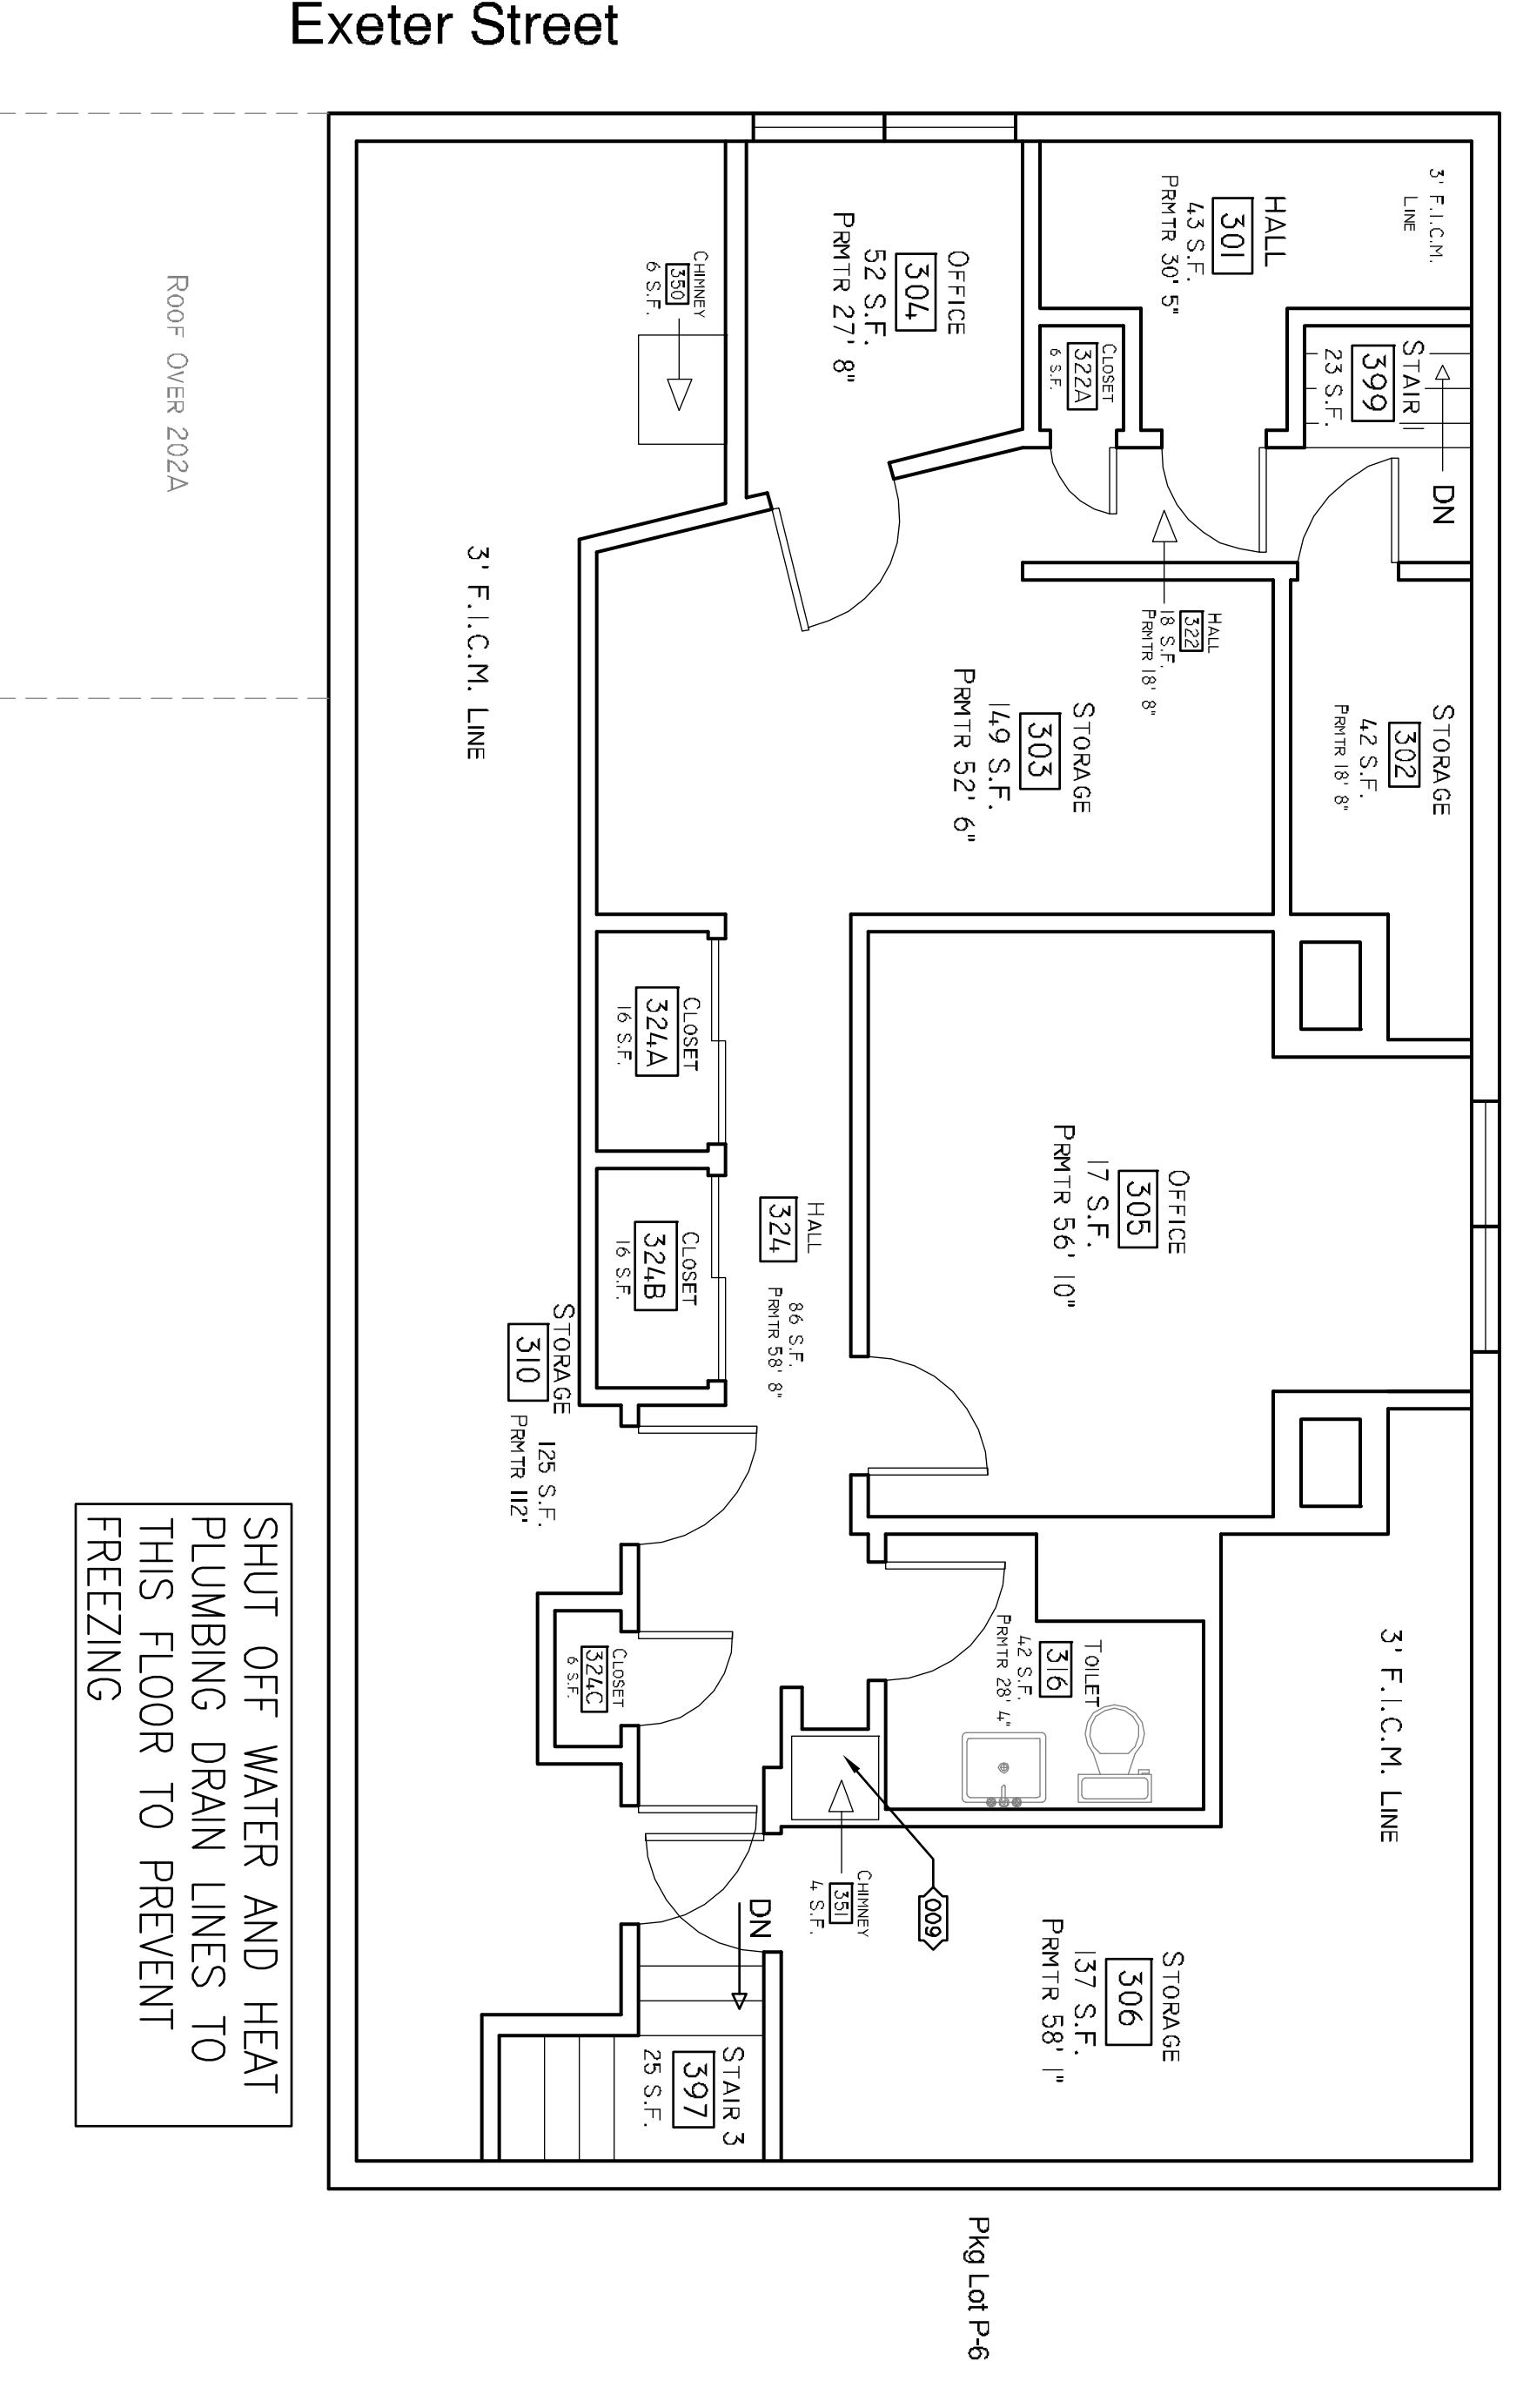 Exeter Street
3' F.I.C.M.
LINE
HALL
301
43 S.F.
PRMTR 30' 5"
STAIR 1
399
23 S.F.
DN
CLOSET
322A
6 S.F.
OFFICE
304
52 S.F.
PRMTR 27' 8"
CHIMNEY
350
6 S.F.
ROOF OVER 202A
3' F.I.C.M. LINE
HALL
322
18 S.F.
PRMTR 18' 8"
STORAGE
302
42 S.F.
PRMTR 18' 8"
STORAGE
303
149 S.F.
PRMTR 52' 6"
CLOSET
324A
16 S.F.
CLOSET
324B
16 S.F.
HALL
324
86 S.F.
PRMTR 58' 8"
OFFICE
305
17 S.F.
PRMTR 56' 10"
STORAGE
310
125 S.F.
PRMTR 112'
TOILET
316
42 S.F.
PRMTR 28' 4"
3' F.I.C.M. LINE
CLOSET
324C
6 S.F.
CHIMNEY
351
4 S.F.
009
DN
STORAGE
306
137 S.F.
PRMTR 58' 1"
STAIR 3
397
25 S.F.
SHUT OFF WATER AND HEAT
PLUMBING DRAIN LINES TO
THIS FLOOR TO PREVENT
FREEZING
Pkg Lot P-6